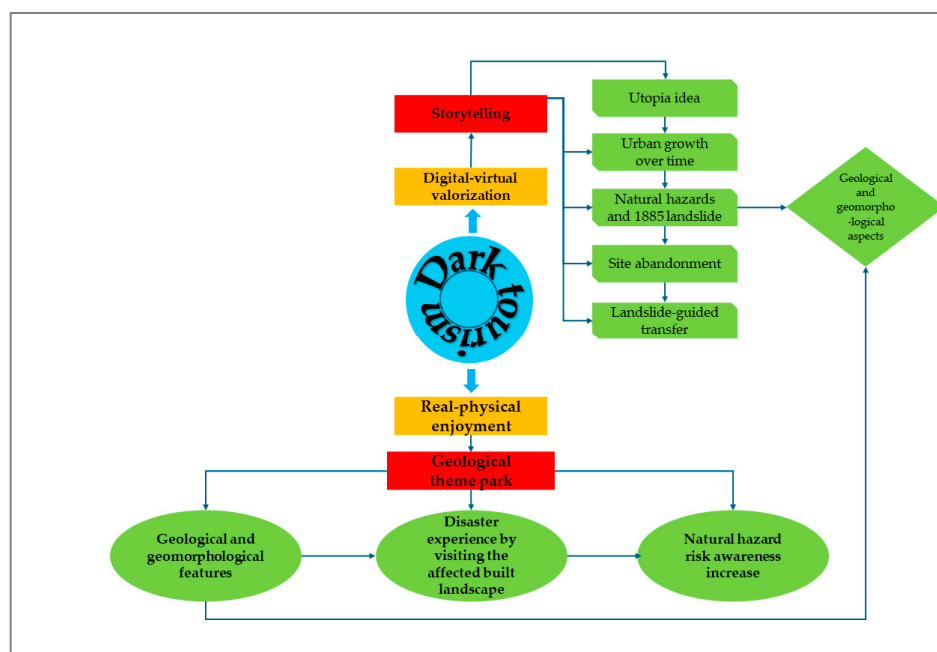 Utopia idea
Storytelling
Urban growth
over time
Digital-virtual
valorization
Natural hazards
and 1885 landslide
Geological
and
geomorpho
-logical
aspects
Dark tourism
Site abandonment
Landslide-guided
transfer
Real-physical
enjoyment
Geological
theme park
Geological and
geomorphological
features
Disaster
experience by
visiting the
affected built
landscape
Natural hazard
risk awareness
increase